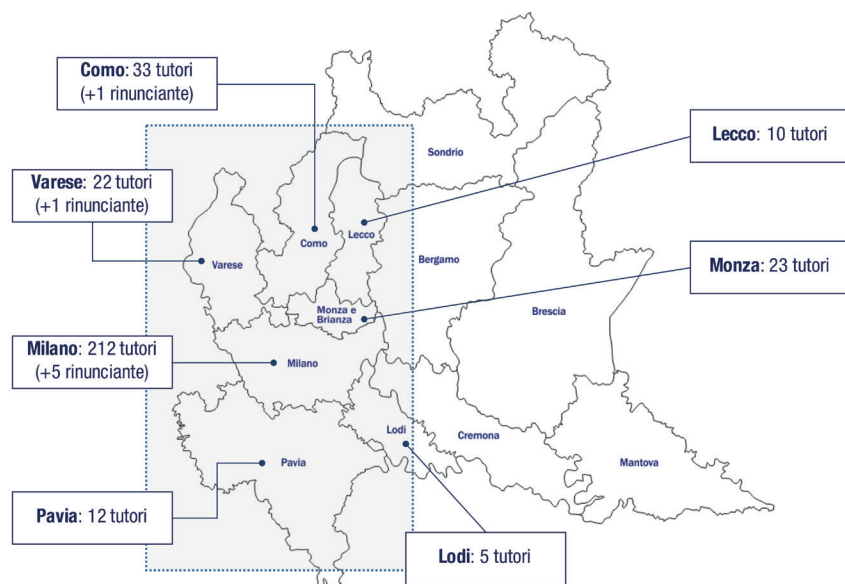 Como: 33 tutori
(+1 rinunciante)
Lecco: 10 tutori
Sondrio
Varese: 22 tutori
(+1 rinunciante)
Como
Lecco
Varese
Bergamo
Monza: 23 tutori
Monza e
Brianza
Brescia
Milano: 212 tutori
(+5 rinunciante)
Milano
Lodi
Cremona
Pavia
Mantova
Pavia: 12 tutori
Lodi: 5 tutori